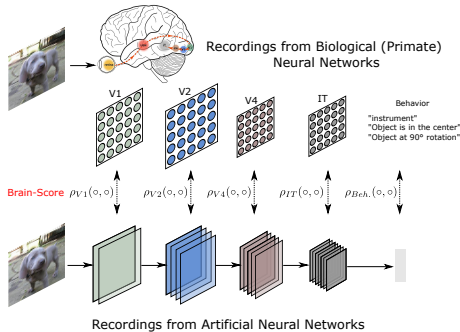 Recordings from Biological (Primate)
Neural Networks
V1
V2
V4
IT
Behavior
"instrument"
"Object is in the center"
"Object at 90° rotation"
Brain-Score
ρV1(○, ○)
ρV2(○, ○)
ρV4(○, ○)
ρIT(○, ○)
ρBeh.(○, ○)
Recordings from Artificial Neural Networks